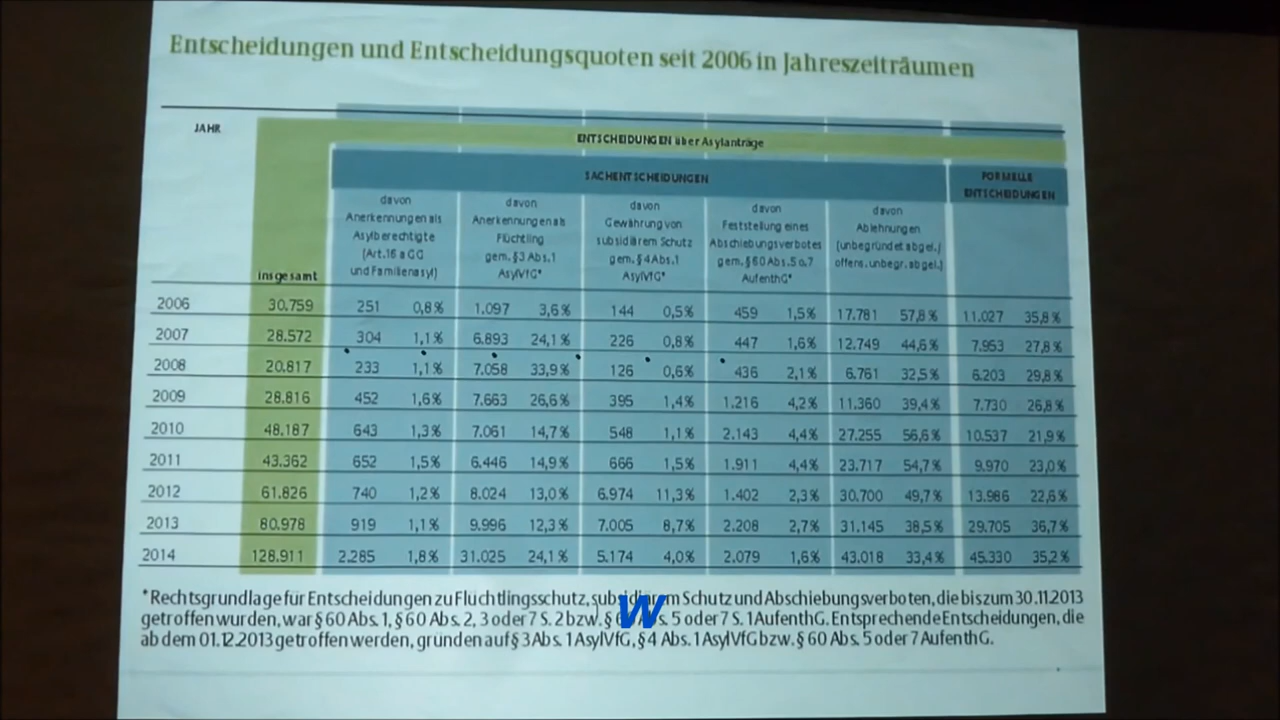 Entscheidungen und Entscheidungsquoten seit 2006 in Jahreszeiträumen
JAHR
ENTSCHEIDUNGEN über Asylanträge
SACHENTSCHEIDUNGEN
FORMELLE
ENTSCHEIDUNGEN
insgesamt
davon
Anerkennungen als
Asylberechtigte
(Art.16 a GG
und Familienasyl)
davon
Anerkennungen als
Flüchtling
gem. § 3 Abs. 1
AsylVfG*
davon
Gewährung von
subsidiärem Schutz
gem. § 4 Abs. 1
AsylVfG*
davon
Feststellung eines
Abschiebungsverbotes
gem. § 60 Abs. 5 o. 7
AufenthG*
davon
Ablehnungen
(unbegründet abgel./
offens. unbegr. abgel.)
2006 30.759 251 0,8% 1.097 3,6% 144 0,5% 459 1,5% 17.781 57,8% 11.027 35,8%
2007 28.572 304 1,1% 6.893 24,1% 226 0,8% 447 1,6% 12.749 44,6% 7.953 27,8%
2008 20.817 233 1,1% 7.058 33,9% 126 0,6% 436 2,1% 6.761 32,5% 6.203 29,8%
2009 28.816 452 1,6% 7.663 26,6% 395 1,4% 1.216 4,2% 11.360 39,4% 7.730 26,8%
2010 48.187 643 1,3% 7.061 14,7% 548 1,1% 2.143 4,4% 27.255 56,6% 10.537 21,9%
2011 43.362 652 1,5% 6.446 14,9% 666 1,5% 1.911 4,4% 23.717 54,7% 9.970 23,0%
2012 61.826 740 1,2% 8.024 13,0% 6.974 11,3% 1.402 2,3% 30.700 49,7% 13.986 22,6%
2013 80.978 919 1,1% 9.996 12,3% 7.005 8,7% 2.208 2,7% 31.145 38,5% 29.705 36,7%
2014 128.911 2.285 1,8% 31.025 24,1% 5.174 4,0% 2.079 1,6% 43.018 33,4% 45.330 35,2%
* Rechtsgrundlage für Entscheidungen zu Flüchtlingsschutz, subsidiärem Schutz und Abschiebungsverboten, die bis zum 30.11.2013
getroffen wurden, war § 60 Abs. 1, § 60 Abs. 2, 3 oder 7 S. 2 bzw. § 60 Abs. 5 oder 7 S. 1 AufenthG. Entsprechende Entscheidungen, die
ab dem 01.12.2013 getroffen werden, gründen auf § 3 Abs. 1 AsylVfG, § 4 Abs. 1 AsylVfG bzw. § 60 Abs. 5 oder 7 AufenthG.
W